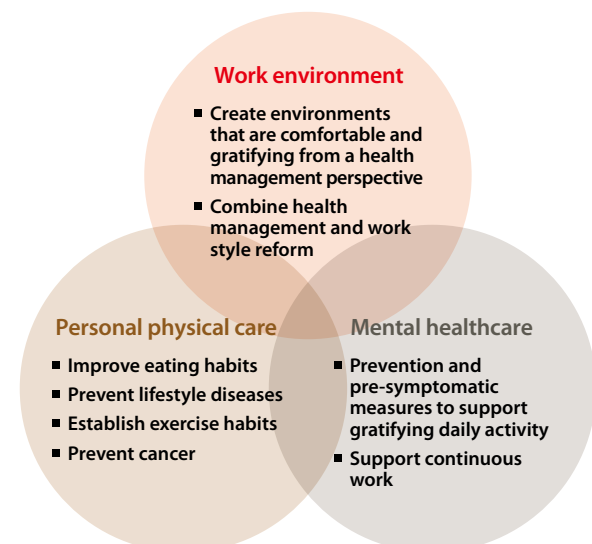 Work environment
■ Create environments
that are comfortable and
gratifying from a health
management perspective
■ Combine health
management and work
style reform
Personal physical care
■ Improve eating habits
■ Prevent lifestyle diseases
■ Establish exercise habits
■ Prevent cancer
Mental healthcare
■ Prevention and
pre-symptomatic
measures to support
gratifying daily activity
■ Support continuous
work